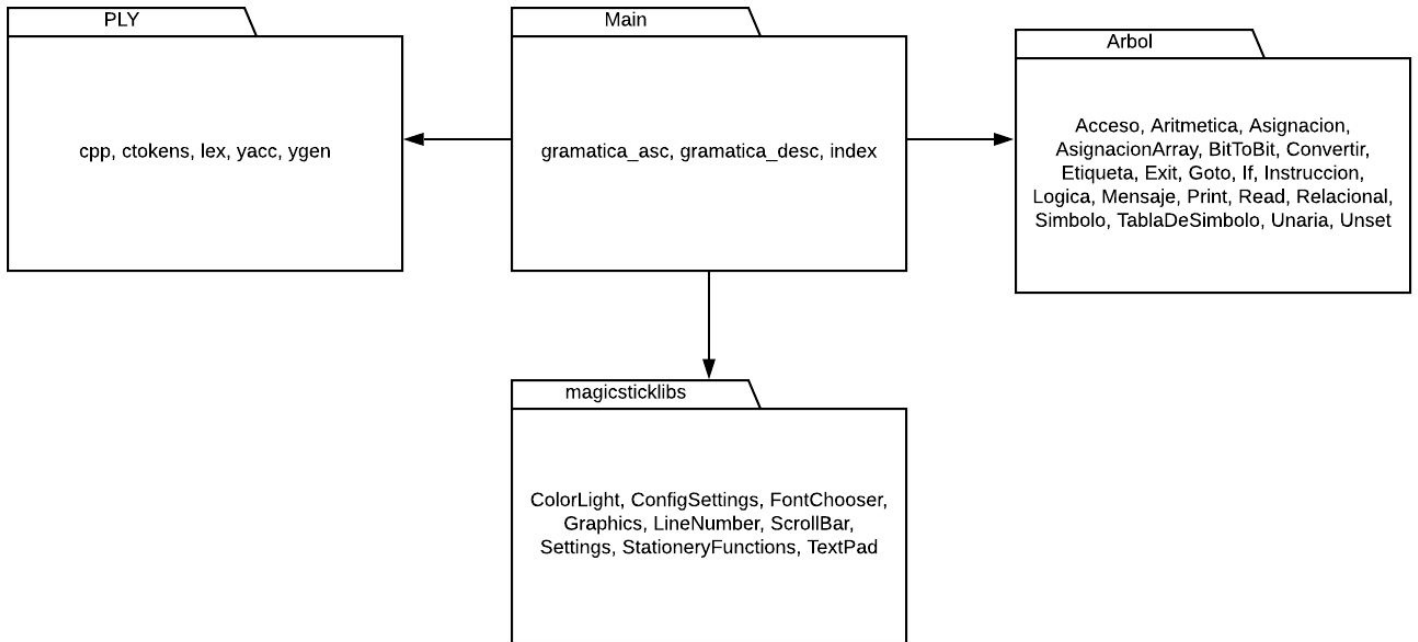 PLY
cpp, ctokens, lex, yacc, ygen
Main
gramatica_asc, gramatica_desc, index
Arbol
Acceso, Aritmetica, Asignacion,
AsignacionArray, BitToBit, Convertir,
Etiqueta, Exit, Goto, If, Instruccion,
Logica, Mensaje, Print, Read, Relacional,
Simbolo, TablaDeSimbolo, Unaria, Unset
magicsticklibs
ColorLight, ConfigSettings, FontChooser,
Graphics, LineNumber, ScrollBar,
Settings, StationeryFunctions, TextPad